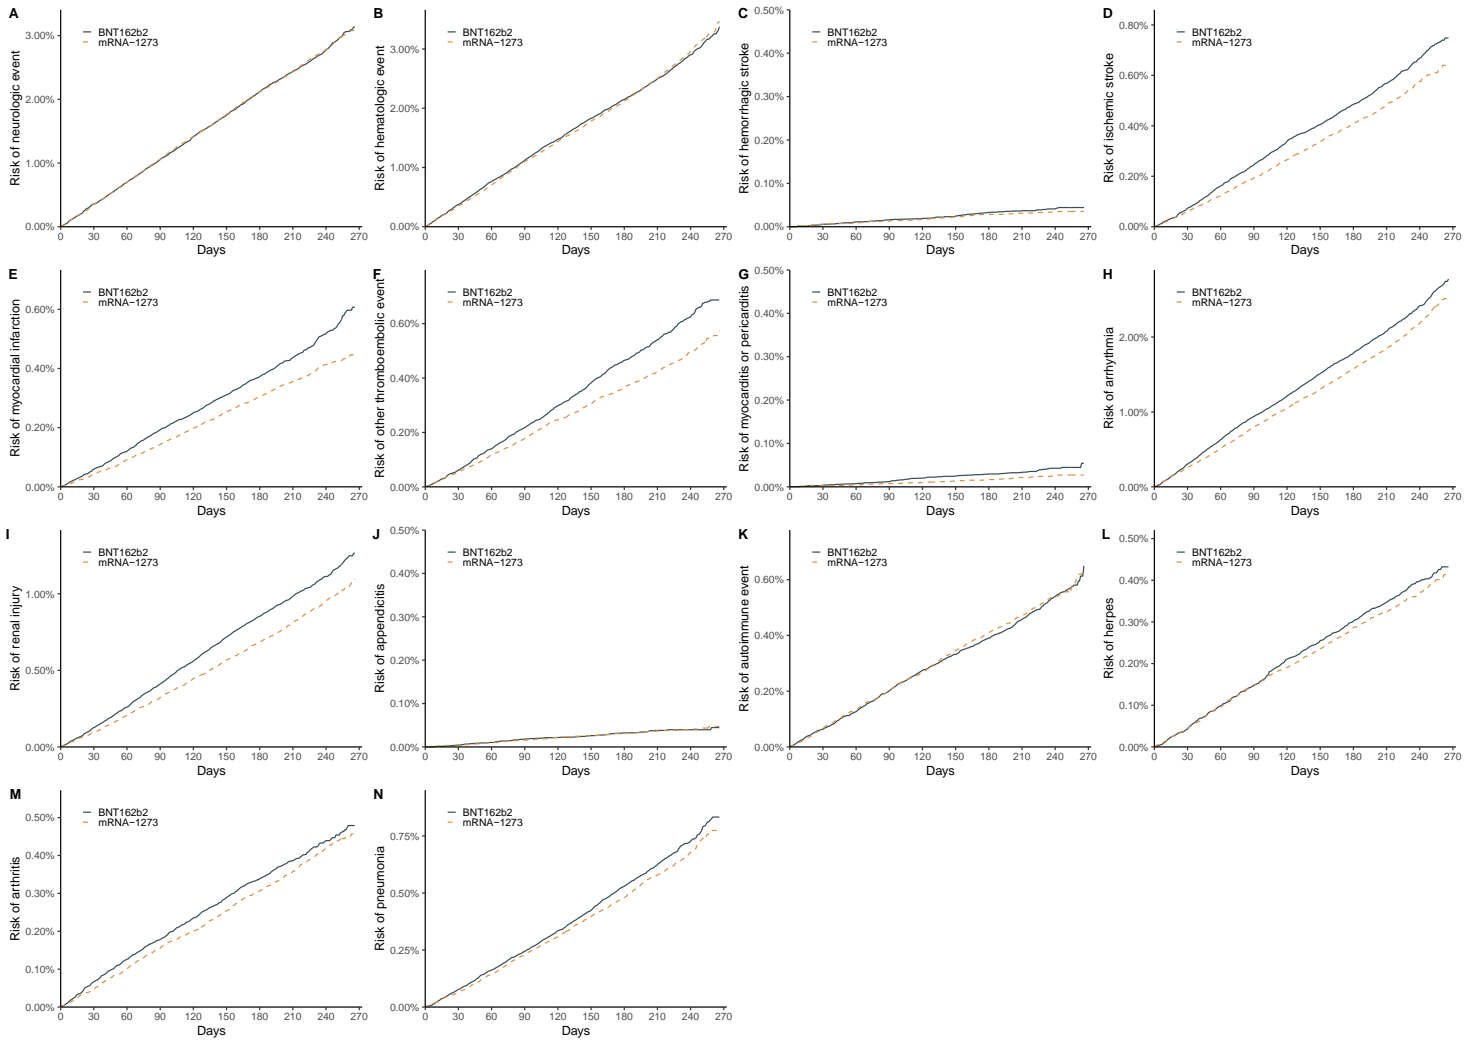 A
Risk of neurologic event
BNT162b2
mRNA−1273
3.00%
2.00%
1.00%
0.00%
0 30 60 90 120 150 180 210 240 270
Days
B
Risk of hematologic event
BNT162b2
mRNA−1273
3.00%
2.00%
1.00%
0.00%
0 30 60 90 120 150 180 210 240 270
Days
C
Risk of hemorrhagic stroke
BNT162b2
mRNA−1273
0.50%
0.40%
0.30%
0.20%
0.10%
0.00%
0 30 60 90 120 150 180 210 240 270
Days
D
Risk of ischemic stroke
BNT162b2
mRNA−1273
0.80%
0.60%
0.40%
0.20%
0.00%
0 30 60 90 120 150 180 210 240 270
Days
E
Risk of myocardial infarction
BNT162b2
mRNA−1273
0.60%
0.40%
0.20%
0.00%
0 30 60 90 120 150 180 210 240 270
Days
F
Risk of other thromboembolic event
BNT162b2
mRNA−1273
0.60%
0.40%
0.20%
0.00%
0 30 60 90 120 150 180 210 240 270
Days
G
Risk of myocarditis or pericarditis
BNT162b2
mRNA−1273
0.50%
0.40%
0.30%
0.20%
0.10%
0.00%
0 30 60 90 120 150 180 210 240 270
Days
H
Risk of arrhythmia
BNT162b2
mRNA−1273
2.00%
1.00%
0.00%
0 30 60 90 120 150 180 210 240 270
Days
I
Risk of renal injury
BNT162b2
mRNA−1273
1.00%
0.50%
0.00%
0 30 60 90 120 150 180 210 240 270
Days
J
Risk of appendicitis
BNT162b2
mRNA−1273
0.50%
0.40%
0.30%
0.20%
0.10%
0.00%
0 30 60 90 120 150 180 210 240 270
Days
K
Risk of autoimmune event
BNT162b2
mRNA−1273
0.60%
0.40%
0.20%
0.00%
0 30 60 90 120 150 180 210 240 270
Days
L
Risk of herpes
BNT162b2
mRNA−1273
0.50%
0.40%
0.30%
0.20%
0.10%
0.00%
0 30 60 90 120 150 180 210 240 270
Days
M
Risk of arthritis
BNT162b2
mRNA−1273
0.50%
0.40%
0.30%
0.20%
0.10%
0.00%
0 30 60 90 120 150 180 210 240 270
Days
N
Risk of pneumonia
BNT162b2
mRNA−1273
0.75%
0.50%
0.25%
0.00%
0 30 60 90 120 150 180 210 240 270
Days